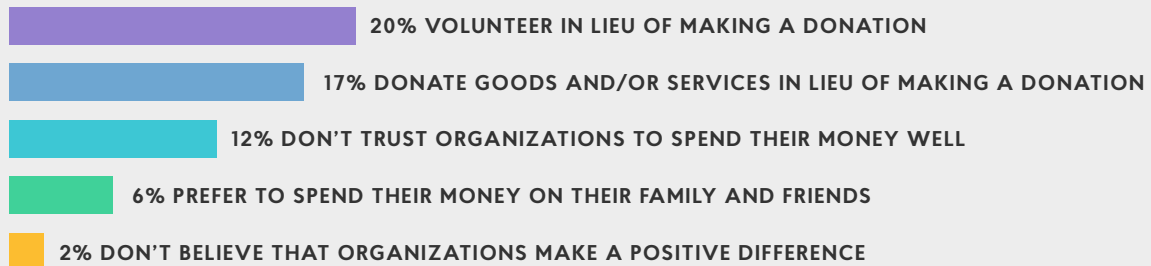 20% VOLUNTEER IN LIEU OF MAKING A DONATION
17% DONATE GOODS AND/OR SERVICES IN LIEU OF MAKING A DONATION
12% DON’T TRUST ORGANIZATIONS TO SPEND THEIR MONEY WELL
6% PREFER TO SPEND THEIR MONEY ON THEIR FAMILY AND FRIENDS
2% DON’T BELIEVE THAT ORGANIZATIONS MAKE A POSITIVE DIFFERENCE